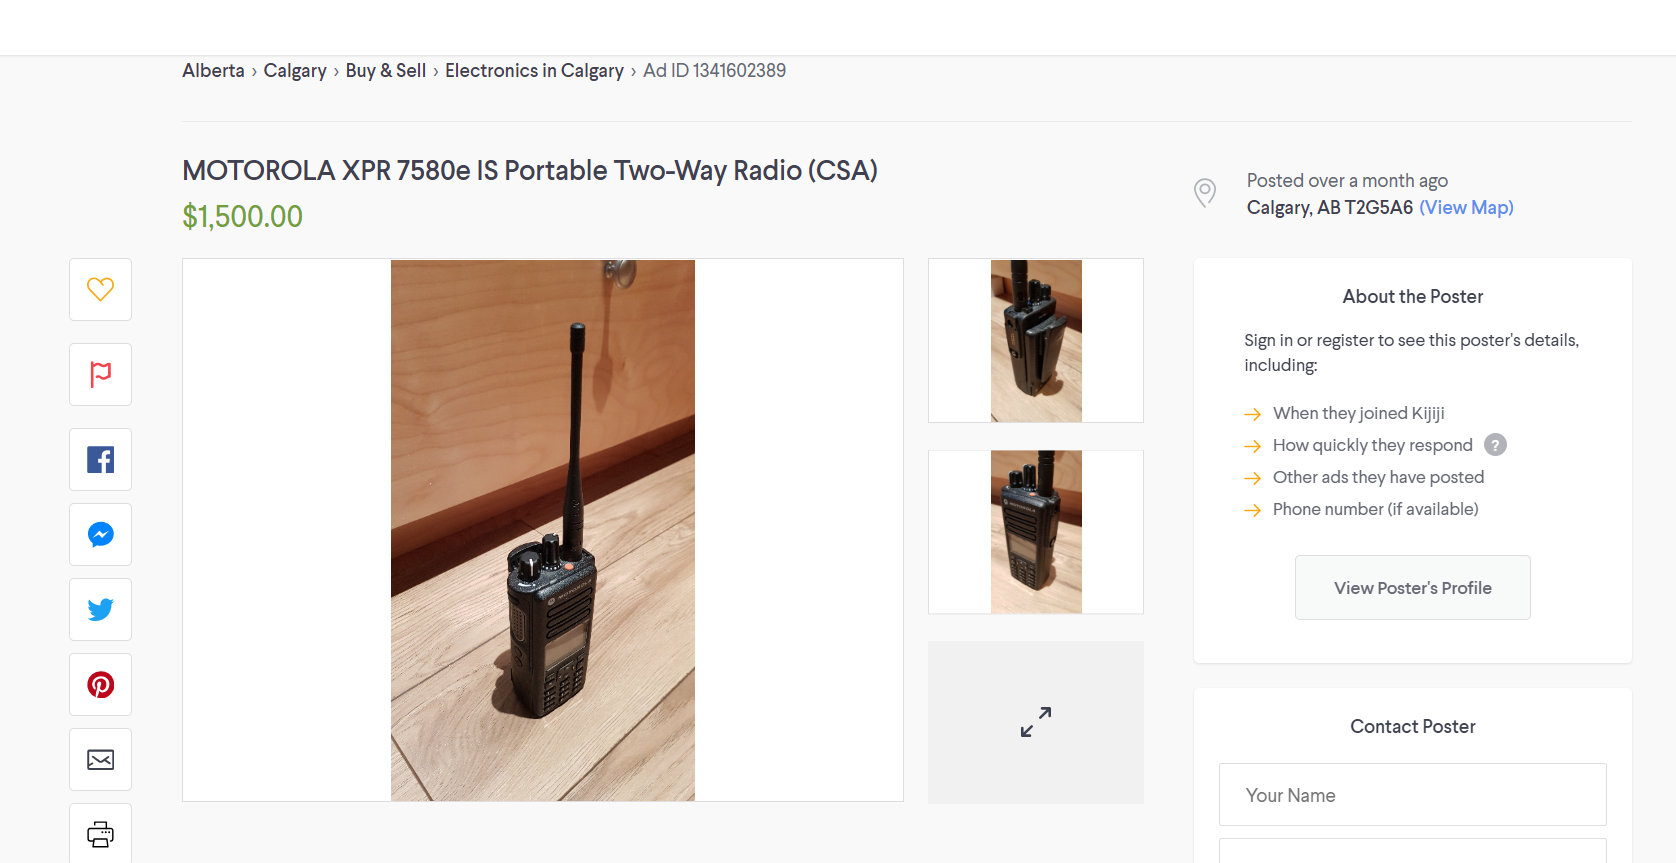 Alberta › Calgary › Buy & Sell › Electronics in Calgary › Ad ID 1341602389
MOTOROLA XPR 7580e IS Portable Two-Way Radio (CSA)
$1,500.00
Posted over a month ago
Calgary, AB T2G5A6 (View Map)
MOTOROLA
MOTOROLA
About the Poster
Sign in or register to see this poster's details,
including:
When they joined Kijiji
How quickly they respond ?
Other ads they have posted
Phone number (if available)
View Poster's Profile
Contact Poster
Your Name